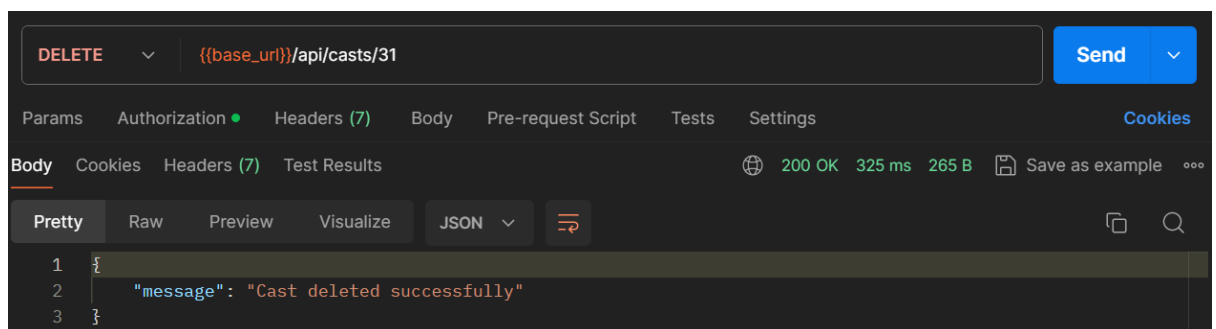 DELETE {{base_url}}/api/casts/31 Send
Params Authorization Headers (7) Body Pre-request Script Tests Settings Cookies
Body Cookies Headers (7) Test Results 200 OK 325 ms 265 B Save as example
Pretty Raw Preview Visualize JSON
1 {
2 "message": "Cast deleted successfully"
3 }